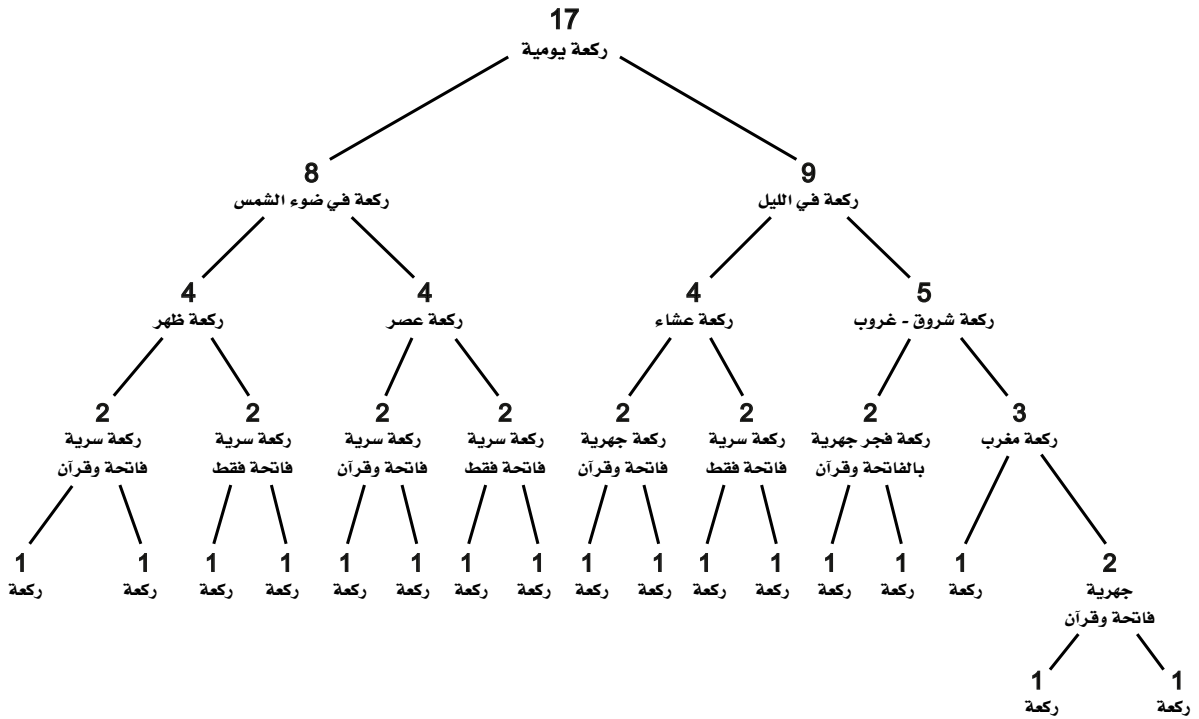 17
ركعة يومية
8
ركعة في ضوء الشمس
9
ركعة في الليل
4
ركعة ظهر
4
ركعة عصر
4
ركعة عشاء
5
ركعة شروق - غروب
2
ركعة سرية
فاتحة وقرآن
2
ركعة سرية
فاتحة فقط
2
ركعة سرية
فاتحة وقرآن
2
ركعة سرية
فاتحة فقط
2
ركعة جهرية
فاتحة وقرآن
2
ركعة سرية
فاتحة فقط
2
ركعة فجر جهرية
بالفاتحة وقرآن
3
ركعة مغرب
1
ركعة
1
ركعة
1
ركعة
1
ركعة
1
ركعة
1
ركعة
1
ركعة
1
ركعة
1
ركعة
1
ركعة
1
ركعة
1
ركعة
1
ركعة
1
ركعة
1
ركعة
2
جهرية
فاتحة وقرآن
1
ركعة
1
ركعة